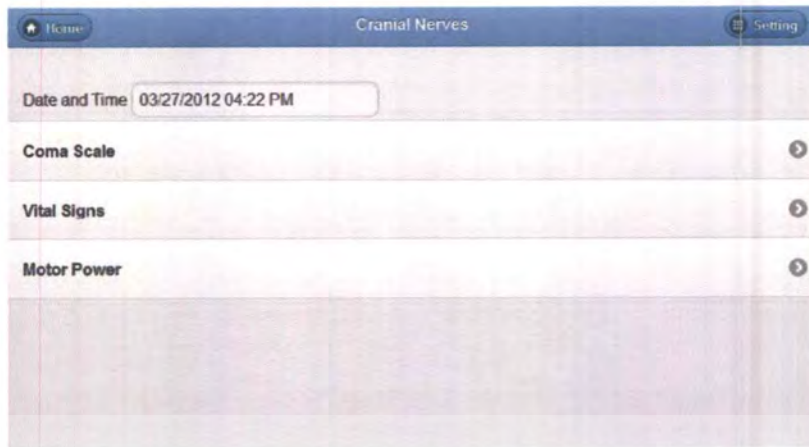 Home Cranial Nerves Setting
Date and Time 03/27/2012 04:22 PM
Coma Scale
Vital Signs
Motor Power